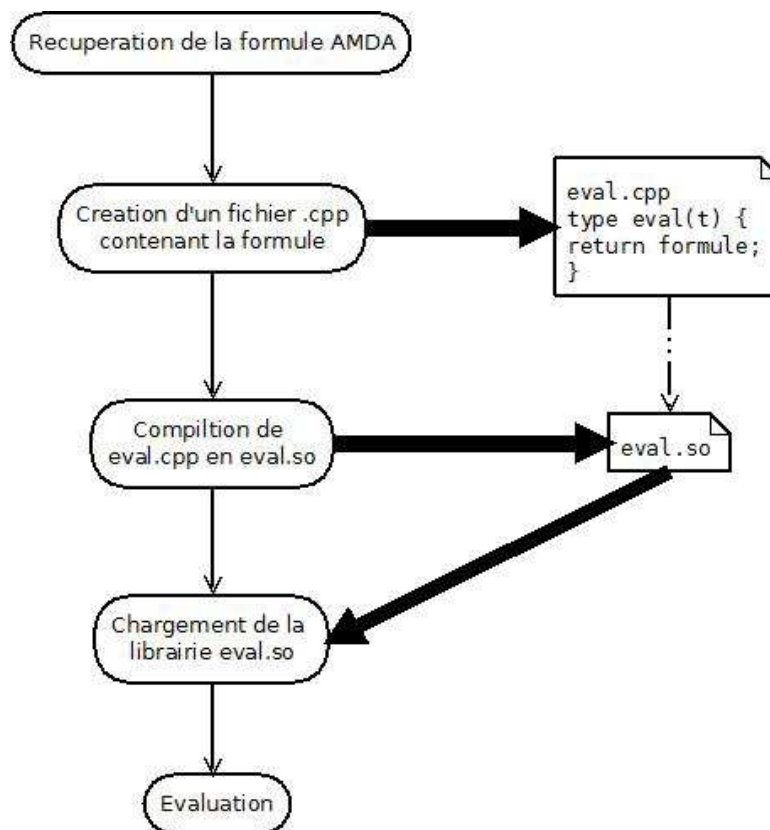 Recuperation de la formule AMDA
Creation d'un fichier .cpp
contenant la formule
eval.cpp
type eval(t) {
return formule;
}
Compiltion de
eval.cpp en eval.so
eval.so
Chargement de la
librairie eval.so
Evaluation